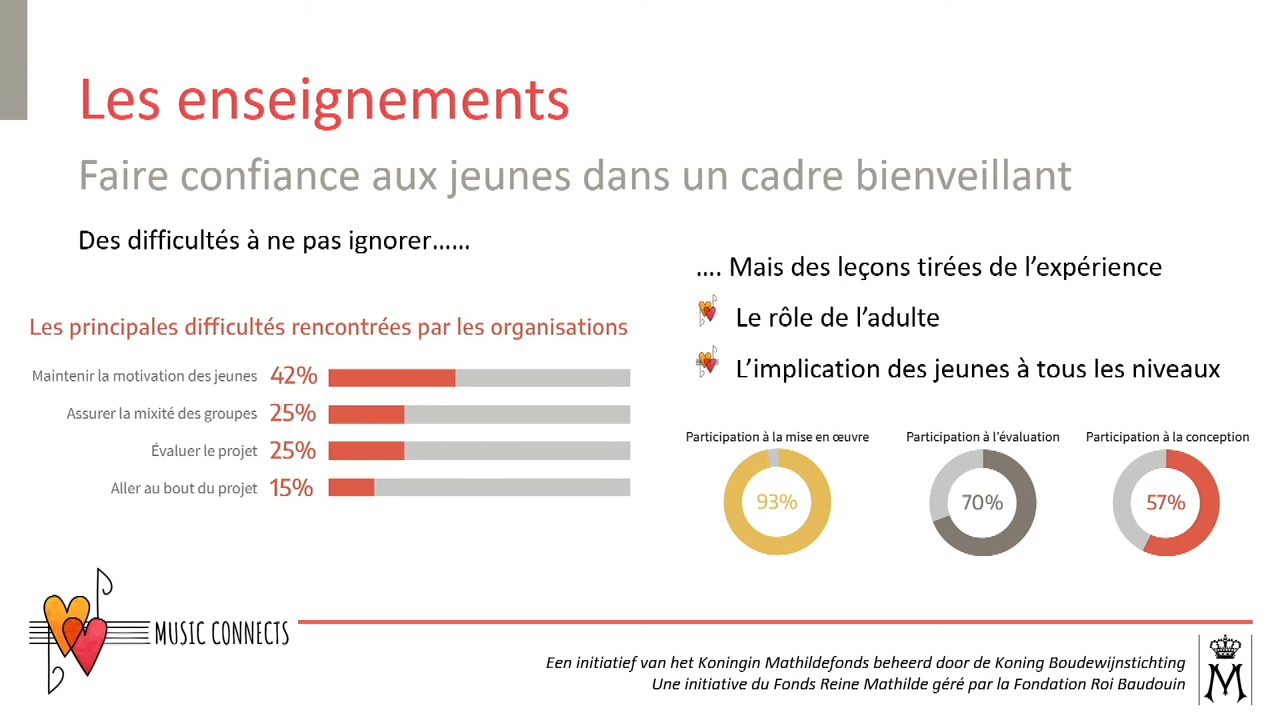 Les enseignements
Faire confiance aux jeunes dans un cadre bienveillant
Des difficultés à ne pas ignorer......
Les principales difficultés rencontrées par les organisations
Maintenir la motivation des jeunes 42%
Assurer la mixité des groupes 25%
Évaluer le projet 25%
Aller au bout du projet 15%
.... Mais des leçons tirées de l’expérience
Le rôle de l’adulte
L’implication des jeunes à tous les niveaux
Participation à la mise en œuvre
93%
Participation à l’évaluation
70%
Participation à la conception
57%
MUSIC CONNECTS
Een initiatief van het Koningin Mathildefonds beheerd door de Koning Boudewijnstichting
Une initiative du Fonds Reine Mathilde géré par la Fondation Roi Baudouin
M